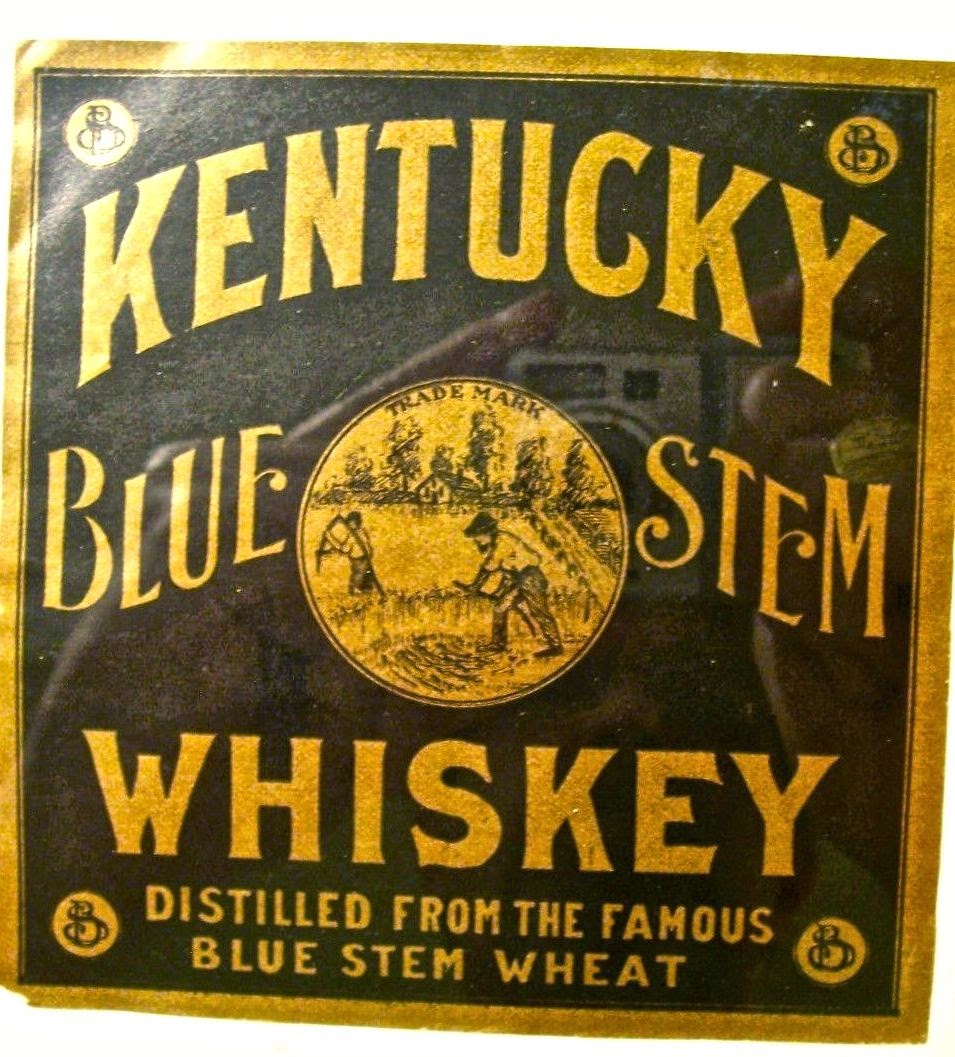 KENTUCKY
TRADE MARK
BLUE STEM
WHISKEY
DISTILLED FROM THE FAMOUS
BLUE STEM WHEAT